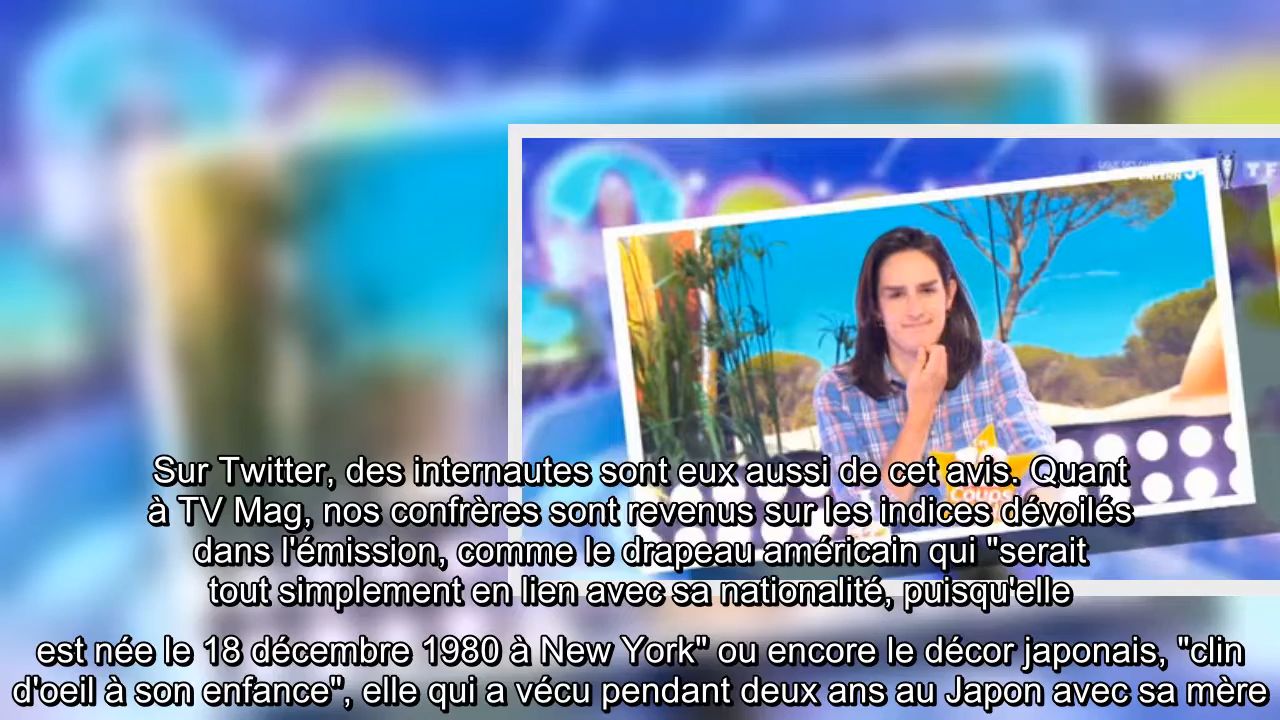 Sur Twitter, des internautes sont eux aussi de cet avis. Quant
à TV Mag, nos confrères sont revenus sur les indices dévoilés
dans l'émission, comme le drapeau américain qui "serait
tout simplement en lien avec sa nationalité, puisqu'elle
est née le 18 décembre 1980 à New York" ou encore le décor japonais, "clin
d'oeil à son enfance", elle qui a vécu pendant deux ans au Japon avec sa mère
Coups